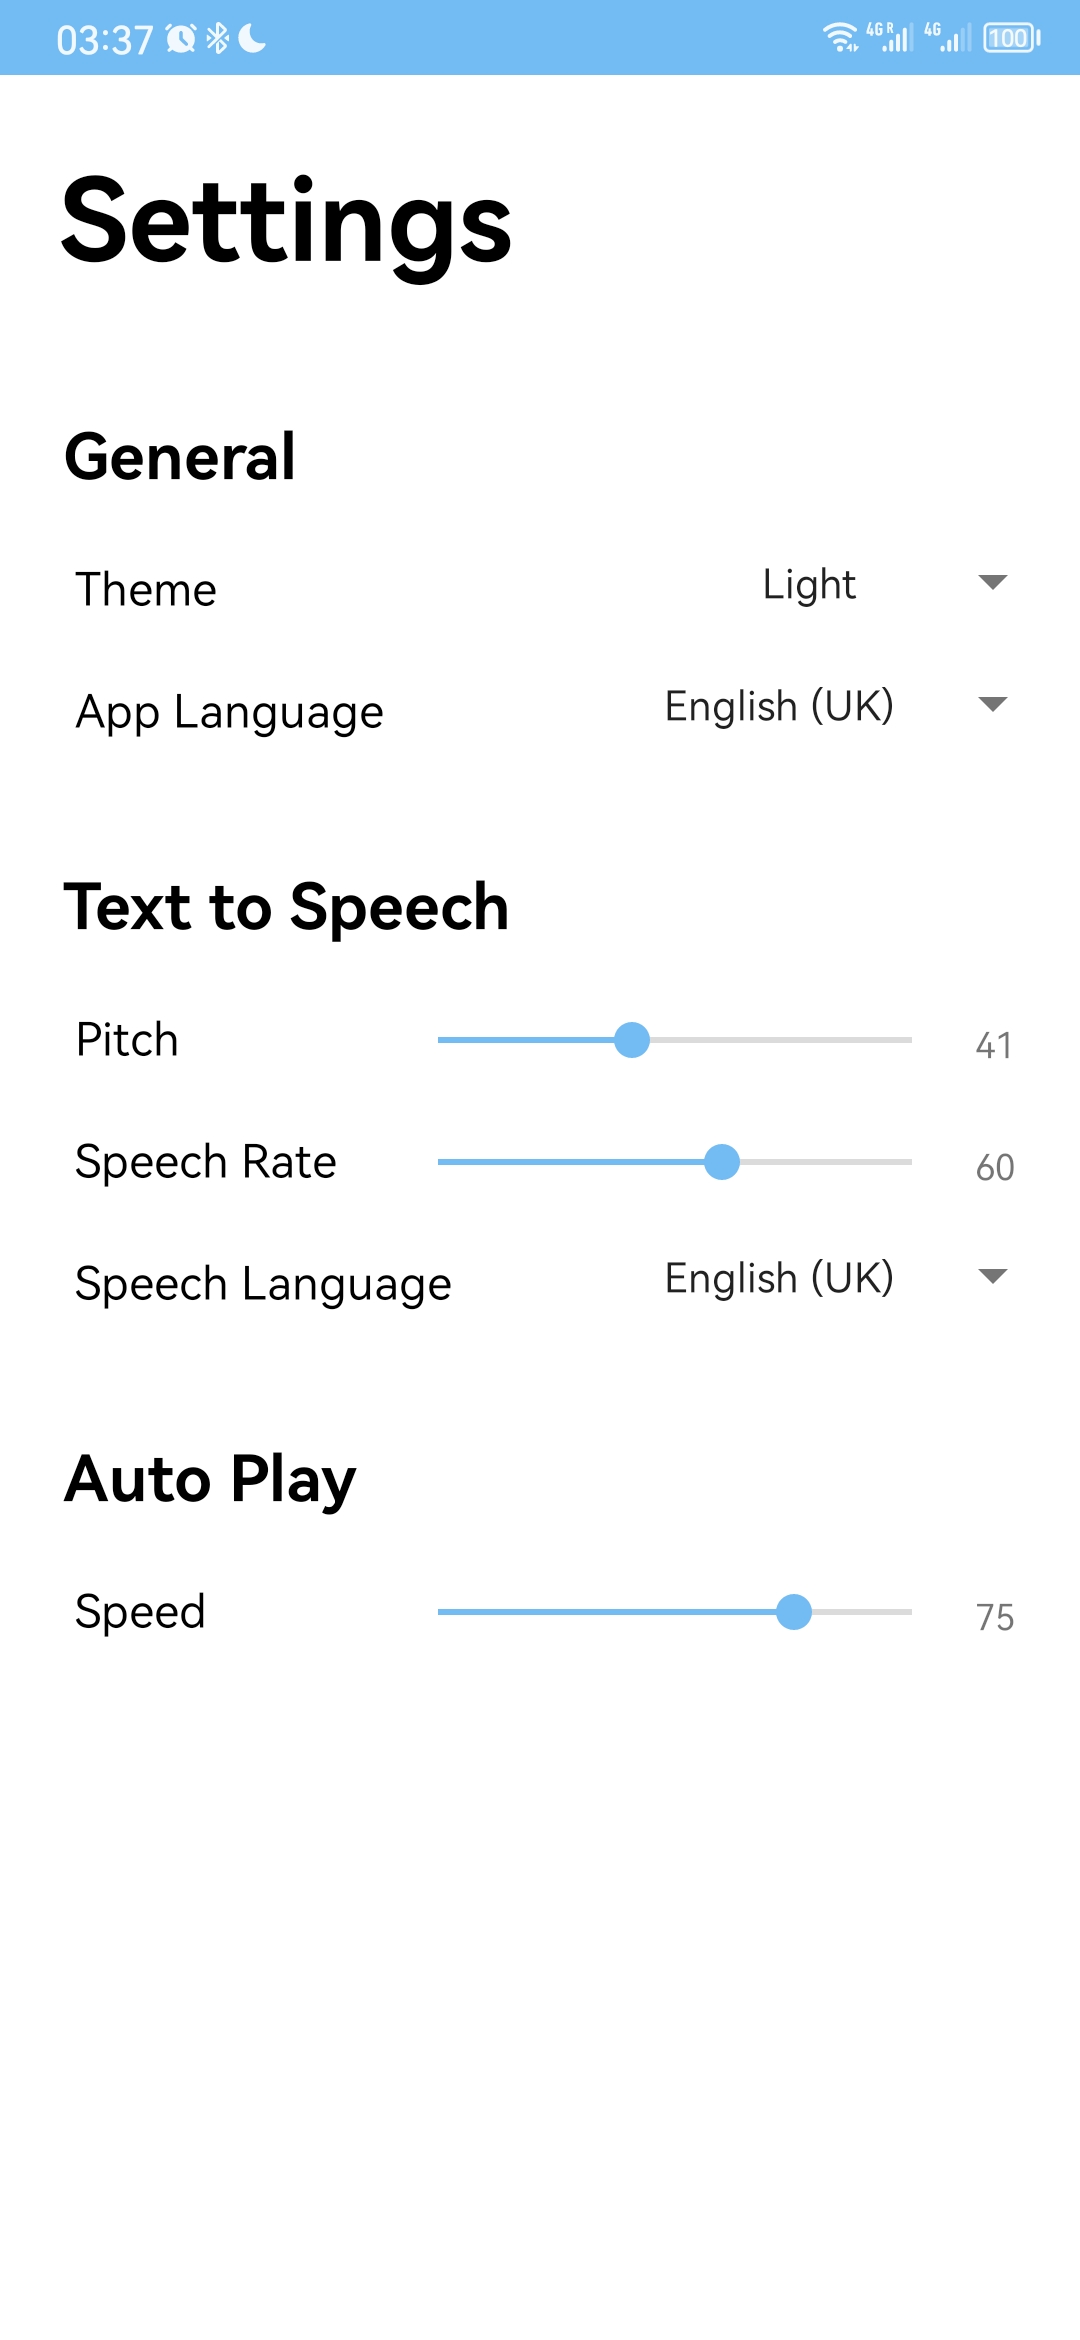 03:37 4G R 4G 100
Settings
General
Theme Light
App Language English (UK)
Text to Speech
Pitch 41
Speech Rate 60
Speech Language English (UK)
Auto Play
Speed 75